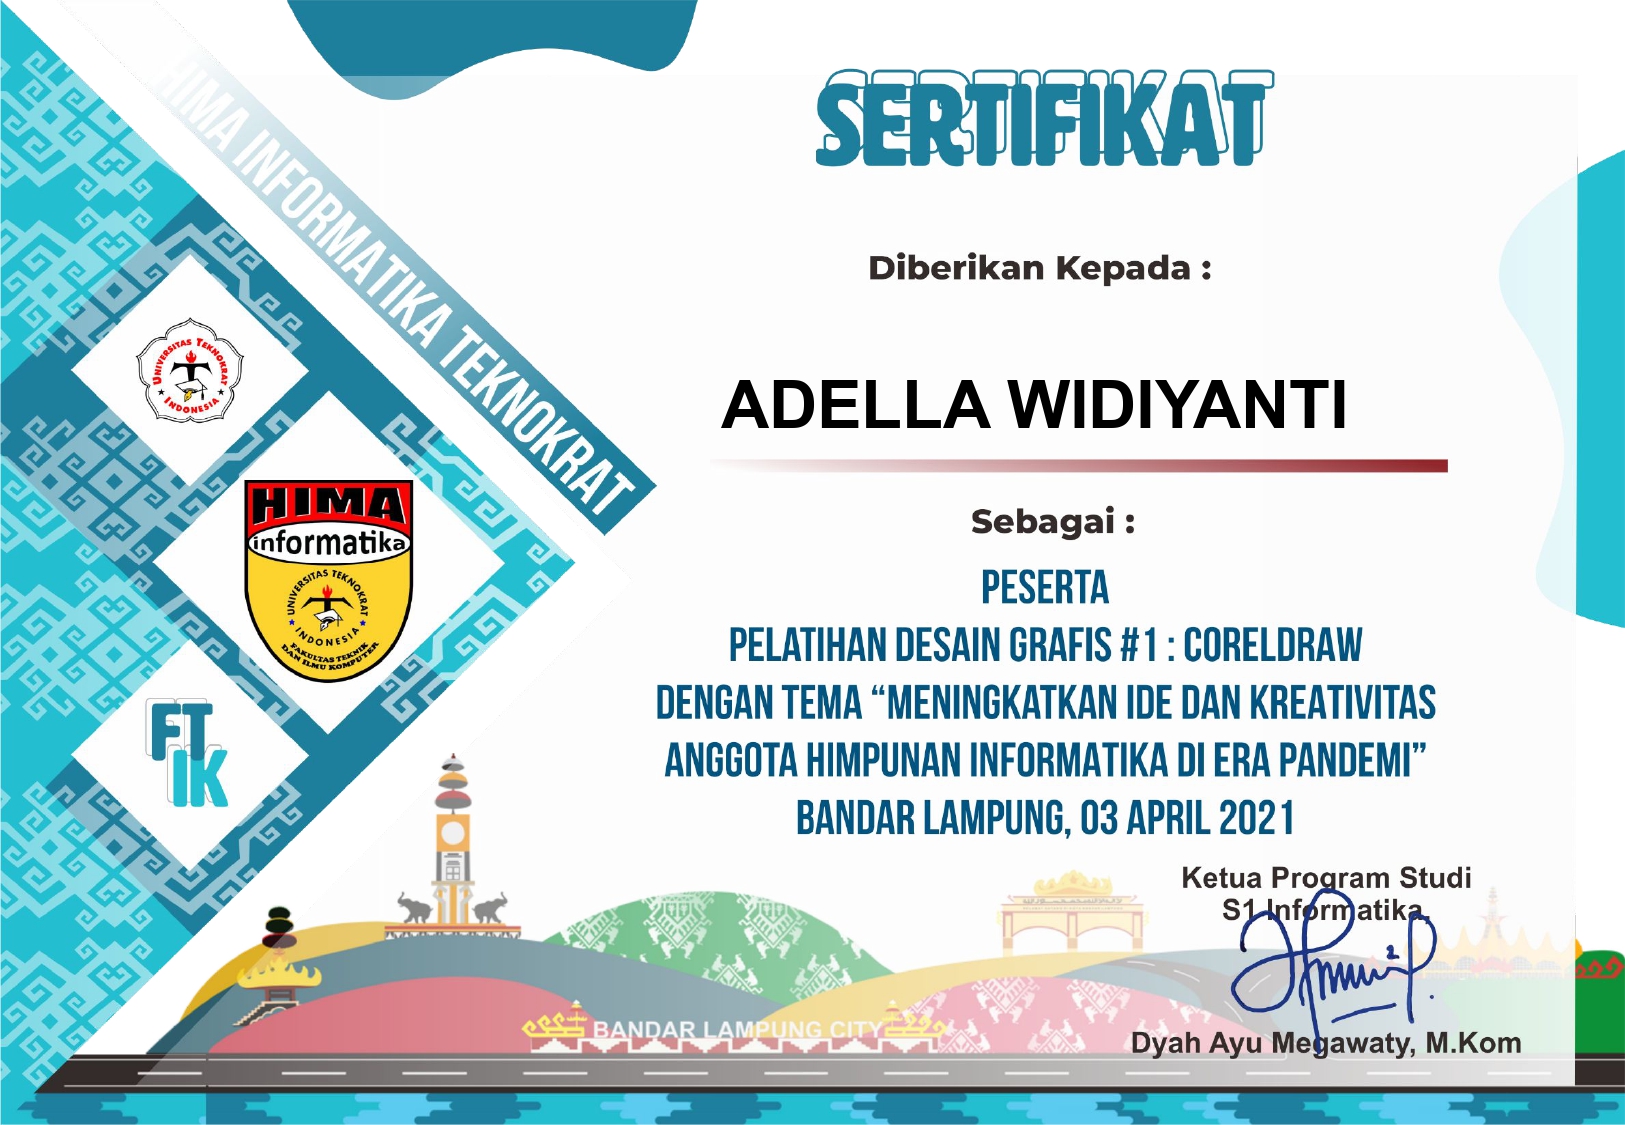 SERTIFIKAT
HIMA INFORMATIKA TEKNOKRAT
Diberikan Kepada :
ADELLA WIDIYANTI
Sebagai :
PESERTA
PELATIHAN DESAIN GRAFIS #1 : CORELDRAW
DENGAN TEMA “MENINGKATKAN IDE DAN KREATIVITAS
ANGGOTA HIMPUNAN INFORMATIKA DI ERA PANDEMI”
BANDAR LAMPUNG, 03 APRIL 2021
UNIVERSITAS TEKNOKRAT
INDONESIA
HIMA
informatika
UNIVERSITAS TEKNOKRAT
INDONESIA
FAKULTAS TEKNIK
DAN ILMU KOMPUTER
FT
IK
Ketua Program Studi
S1 Informatika,
Dyah Ayu Megawaty, M.Kom
BANDAR LAMPUNG CITY